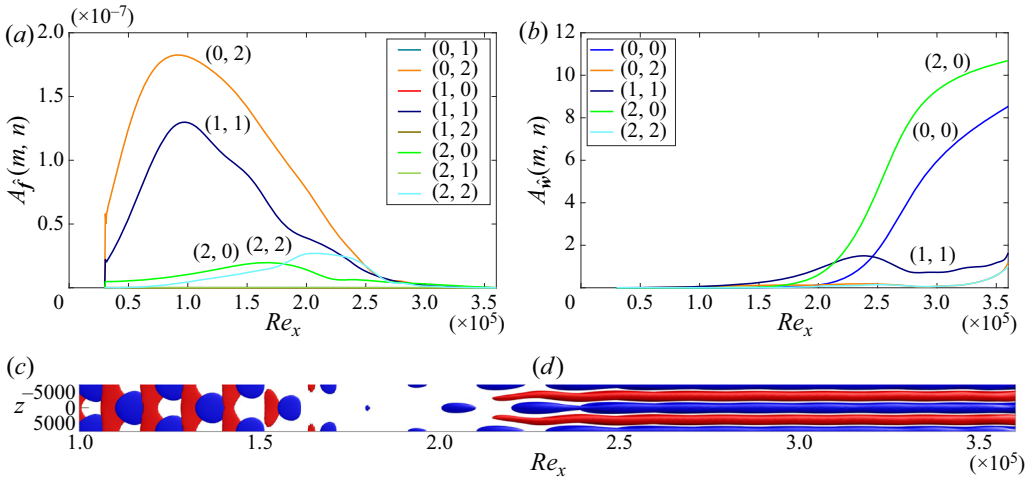 (a)
(×10⁻⁷)
2.0
1.5
1.0
0.5
A_f̂(m, n)
(0, 2)
(1, 1)
(2, 0)
(2, 2)
(0, 1)
(0, 2)
(1, 0)
(1, 1)
(1, 2)
(2, 0)
(2, 1)
(2, 2)
0 0.5 1.0 1.5 2.0 2.5 3.0 3.5
Re_x
(×10⁵)
(b)
12
10
8
6
4
2
A_ŵ(m, n)
(0, 0)
(0, 2)
(1, 1)
(2, 0)
(2, 2)
(2, 0)
(0, 0)
(1, 1)
0 0.5 1.0 1.5 2.0 2.5 3.0 3.5
Re_x
(×10⁵)
(c)
(d)
−5000
z 0
5000
1.0 1.5 2.0 2.5 3.0 3.5
Re_x
(×10⁵)